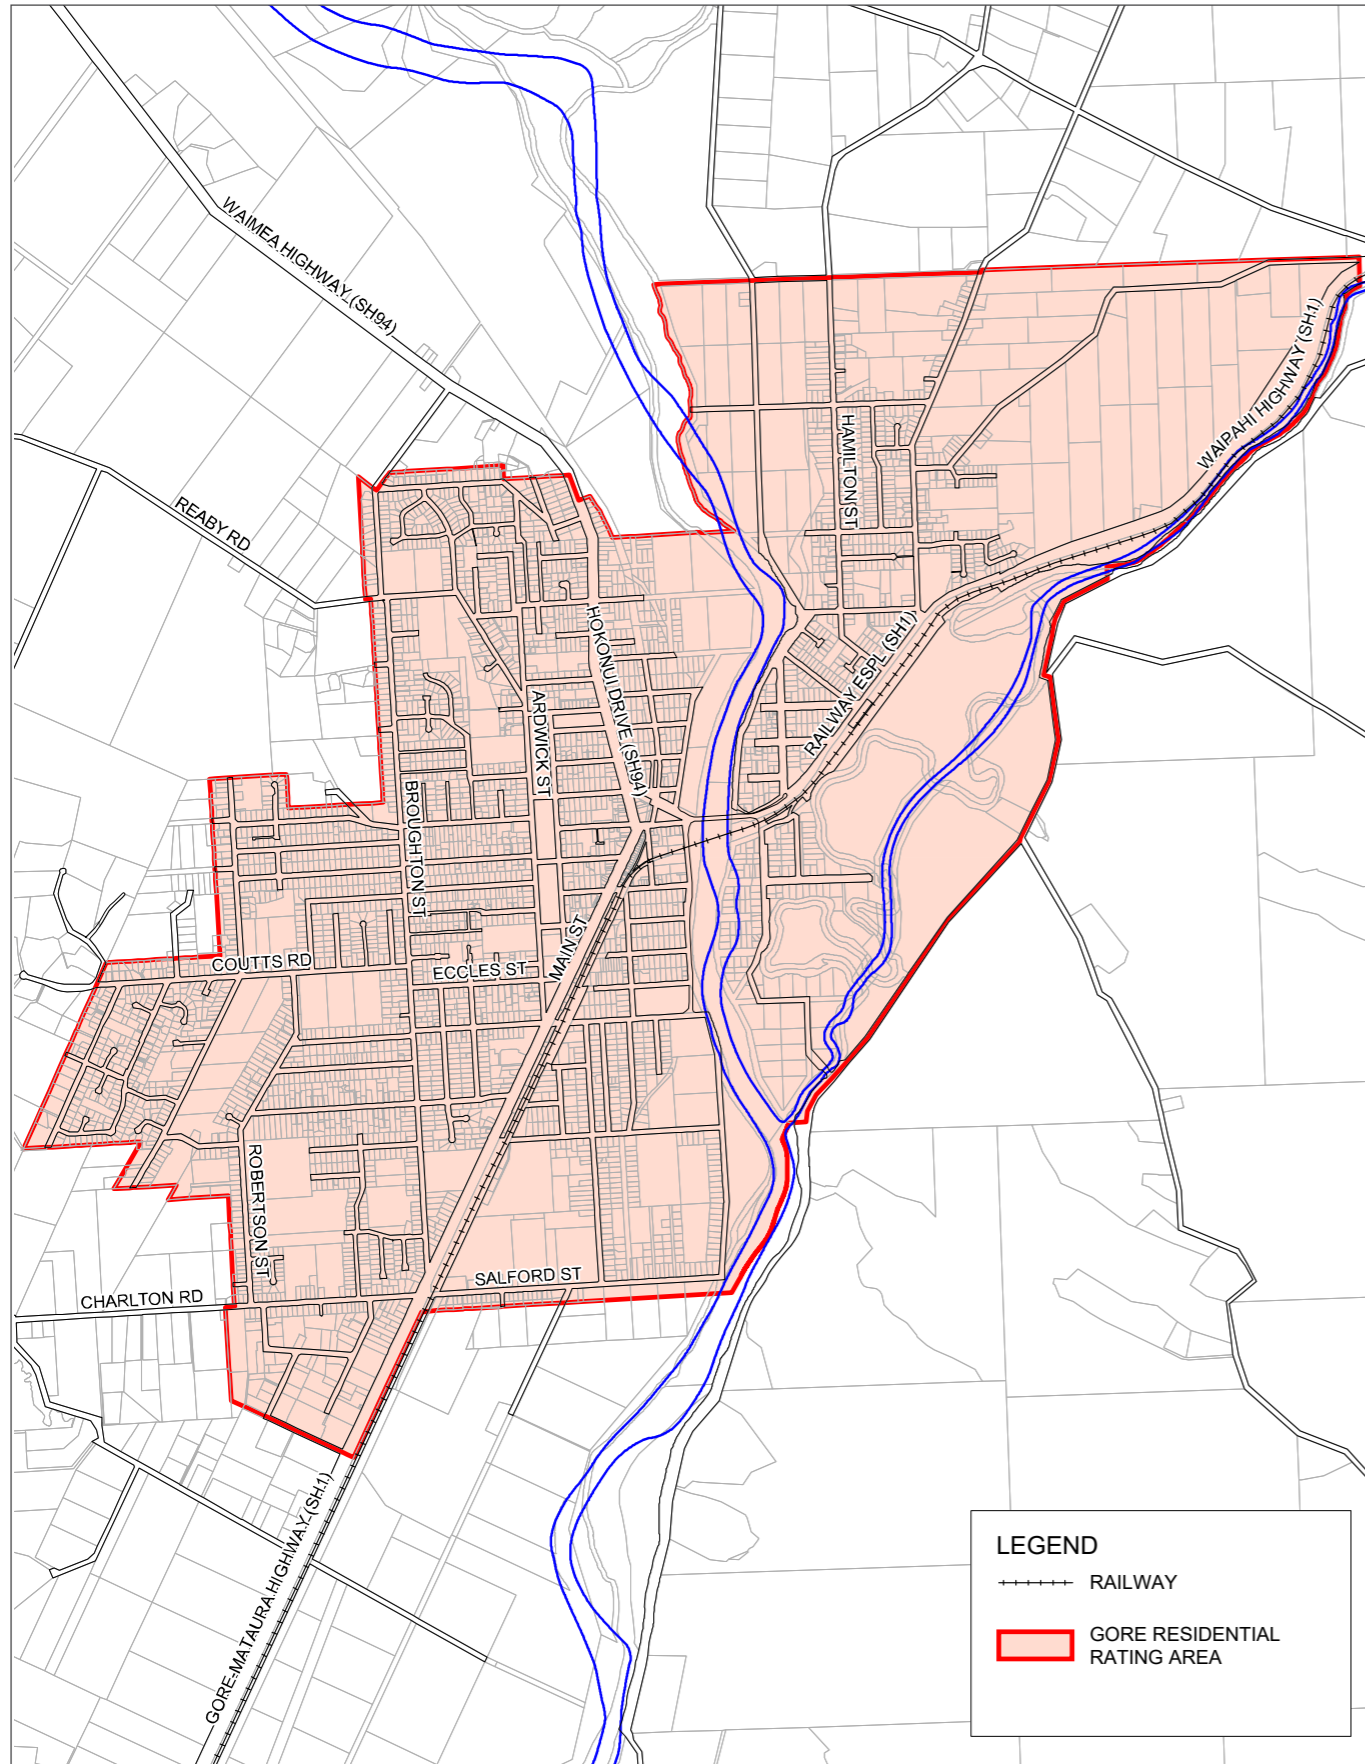 WAIMEA HIGHWAY (SH94)
WAIPAHI HIGHWAY (SH1)
HAMILTON ST
REABY RD
HOKONUI DRIVE (SH94)
RAILWAY ESPL (SH1)
ARDWICK ST
BROUGHTON ST
MAIN ST
COUTTS RD
ECCLES ST
ROBERTSON ST
SALFORD ST
CHARLTON RD
GORE-MATAURA HIGHWAY (SH1)
LEGEND
RAILWAY
GORE RESIDENTIAL
RATING AREA